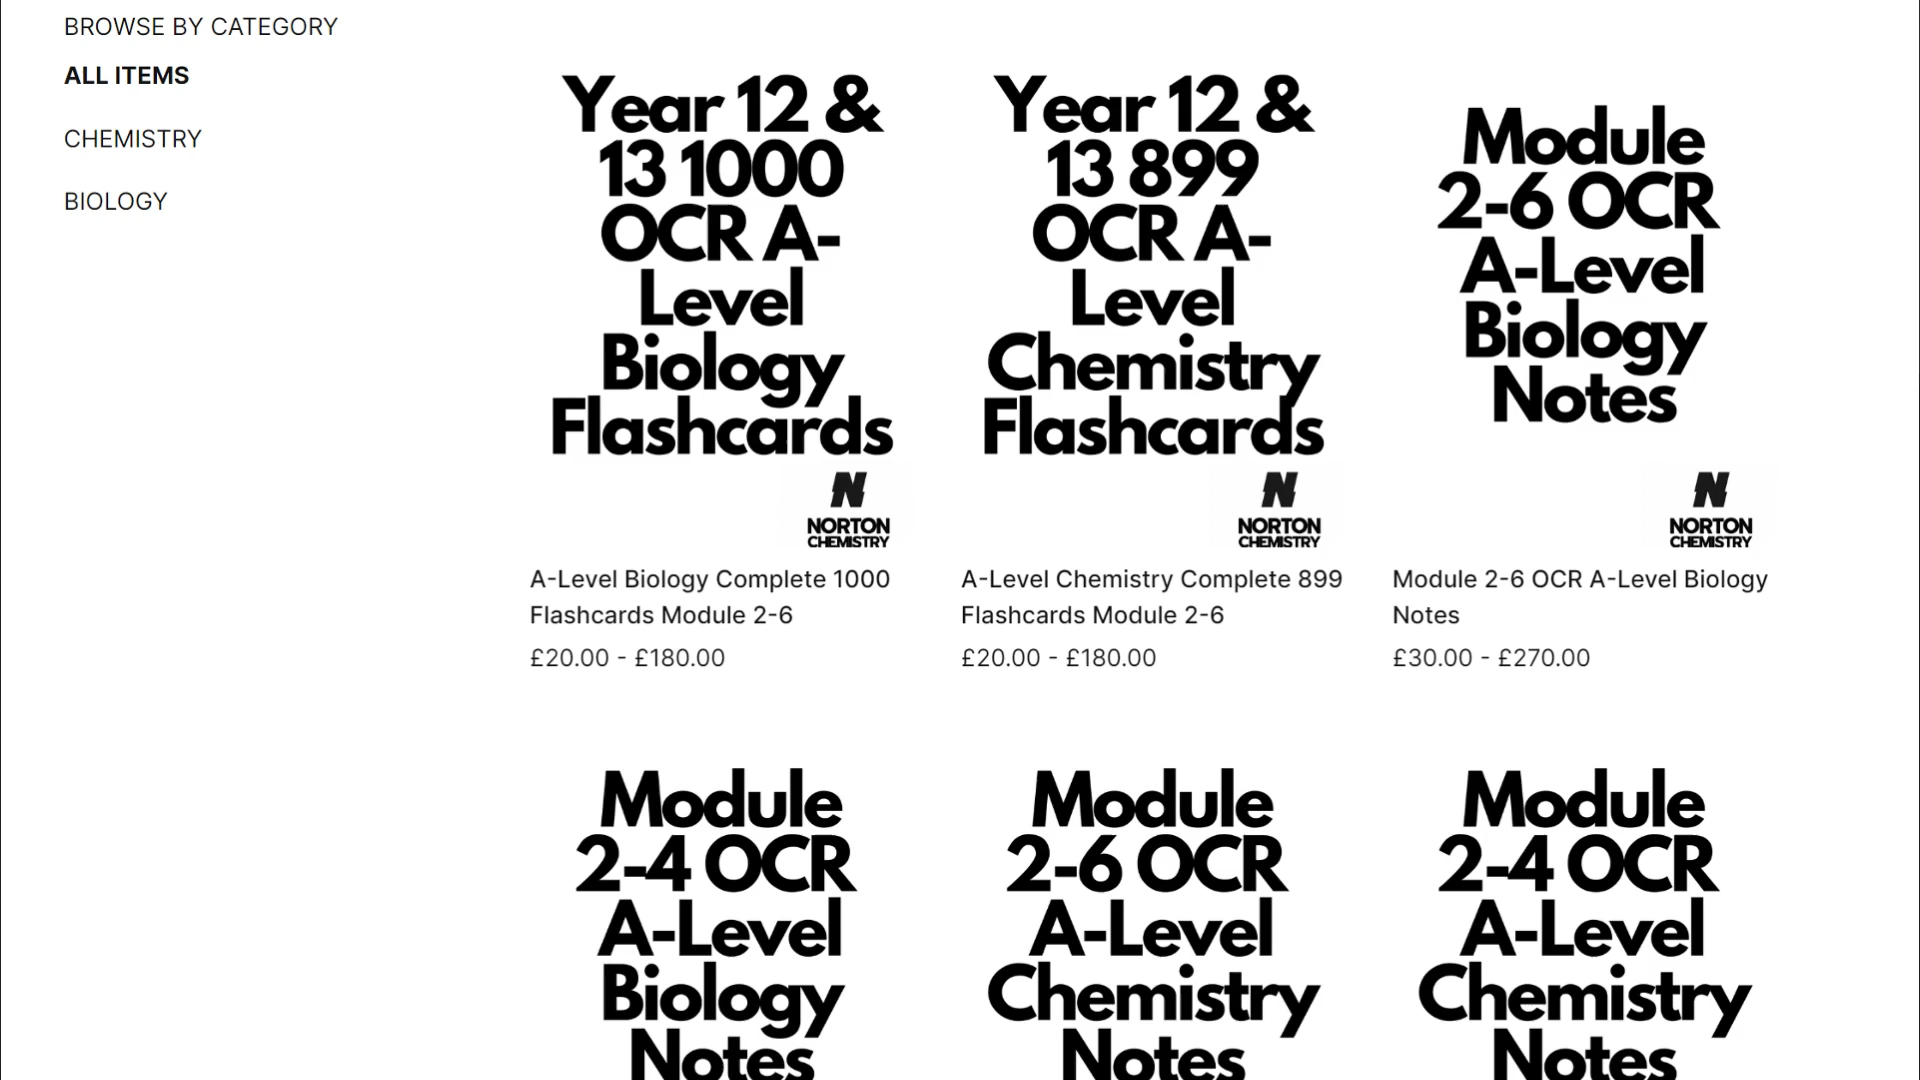 BROWSE BY CATEGORY
ALL ITEMS
CHEMISTRY
BIOLOGY
Year 12 &
13 1000
OCR A-
Level
Biology
Flashcards
N
NORTON
CHEMISTRY
A-Level Biology Complete 1000
Flashcards Module 2-6
£20.00 - £180.00
Year 12 &
13 899
OCR A-
Level
Chemistry
Flashcards
N
NORTON
CHEMISTRY
A-Level Chemistry Complete 899
Flashcards Module 2-6
£20.00 - £180.00
Module
2-6 OCR
A-Level
Biology
Notes
N
NORTON
CHEMISTRY
Module 2-6 OCR A-Level Biology
Notes
£30.00 - £270.00
Module
2-4 OCR
A-Level
Biology
Notes
Module
2-6 OCR
A-Level
Chemistry
Notes
Module
2-4 OCR
A-Level
Chemistry
Notes